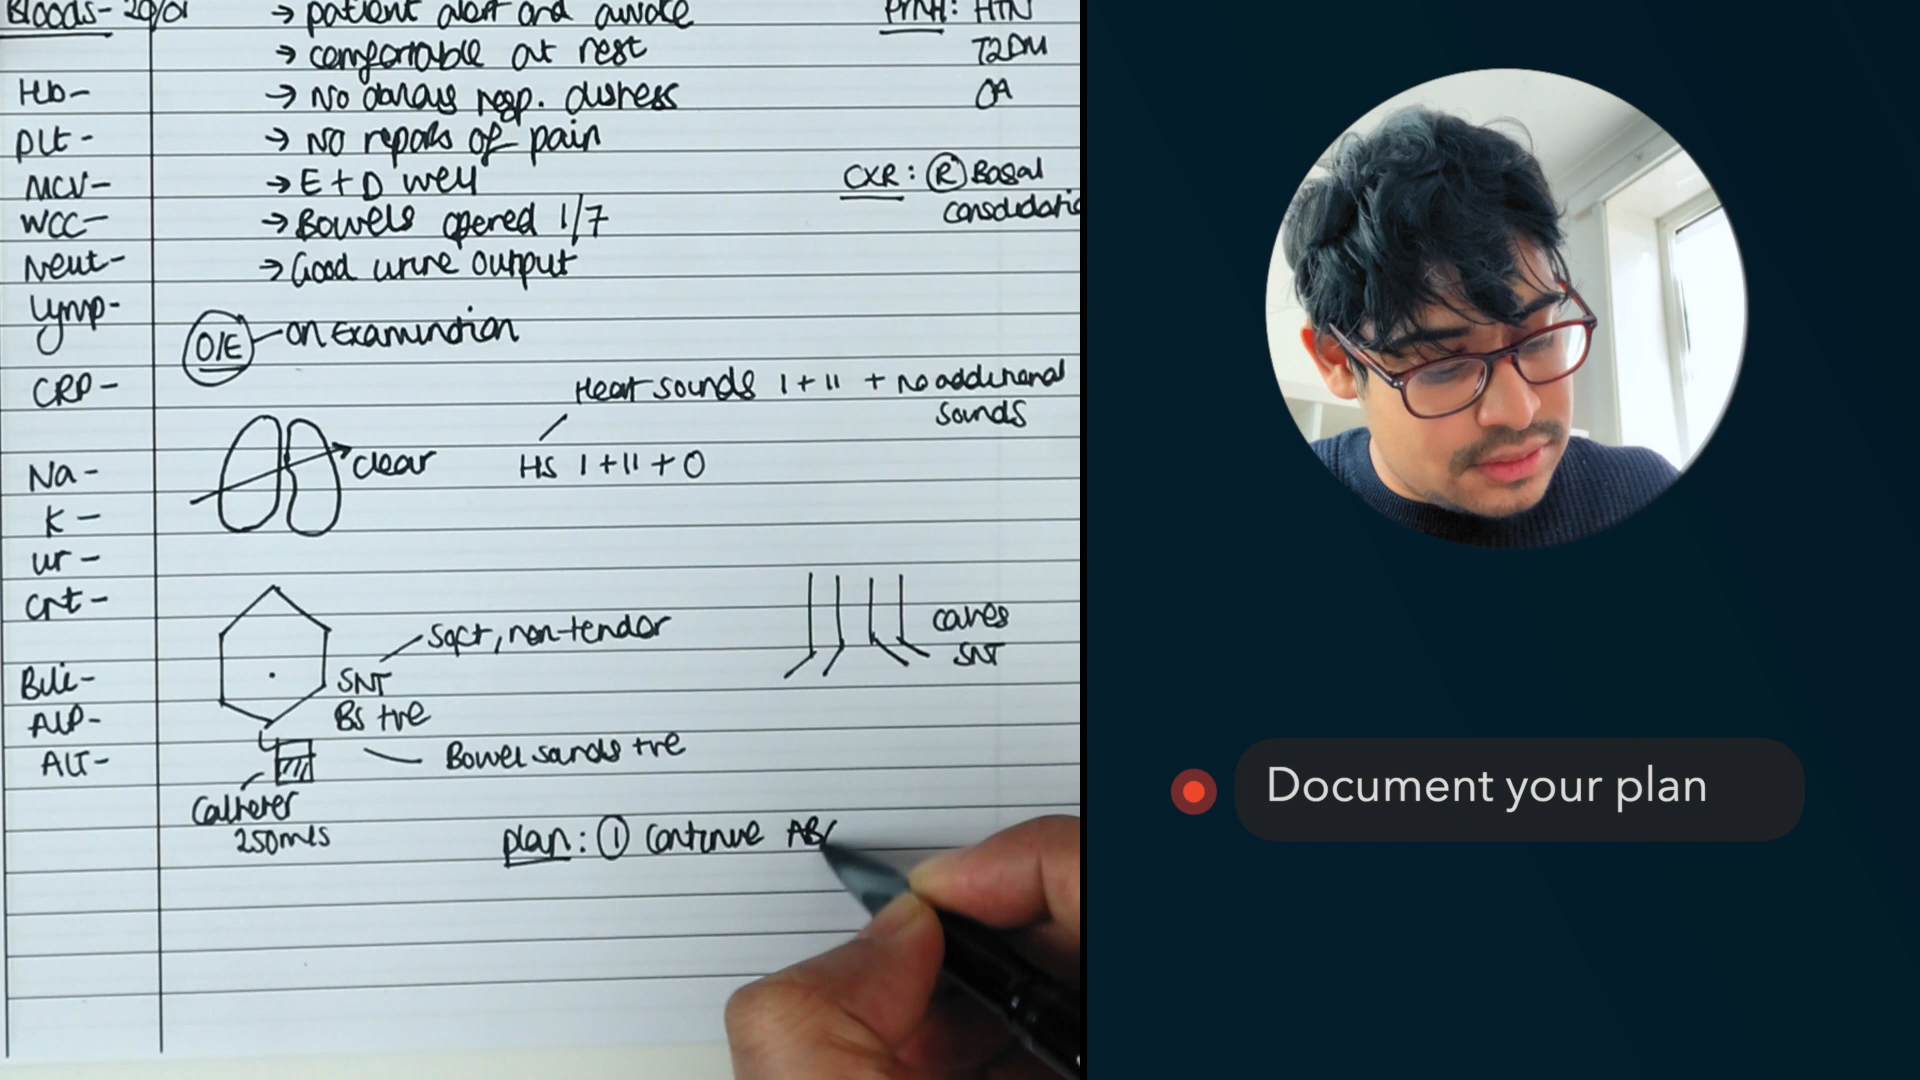 Bloods - 29/01
Hb -
PLt -
MCV -
WCC -
Neut -
Lymp -
CRP -
Na -
K -
Ur -
Crt -
Bili -
ALP -
ALT -
→ patient alert and awake
→ comfortable at rest
→ No obvious resp. distress
→ No reports of pain
→ E + D well
→ Bowels opened 1/7
→ Good urine output
PMH: HTN
T2DM
OA
CXR: R Basal
consolidatio
O/E - On Examination
Heart sounds I + II + no additional
sounds
clear
HS I + II + O
Soft, non-tender
SNT
BS +ve
Bowel sounds +ve
Catheter
250mls
calves
SNT
plan: 1 Continue AB
Document your plan